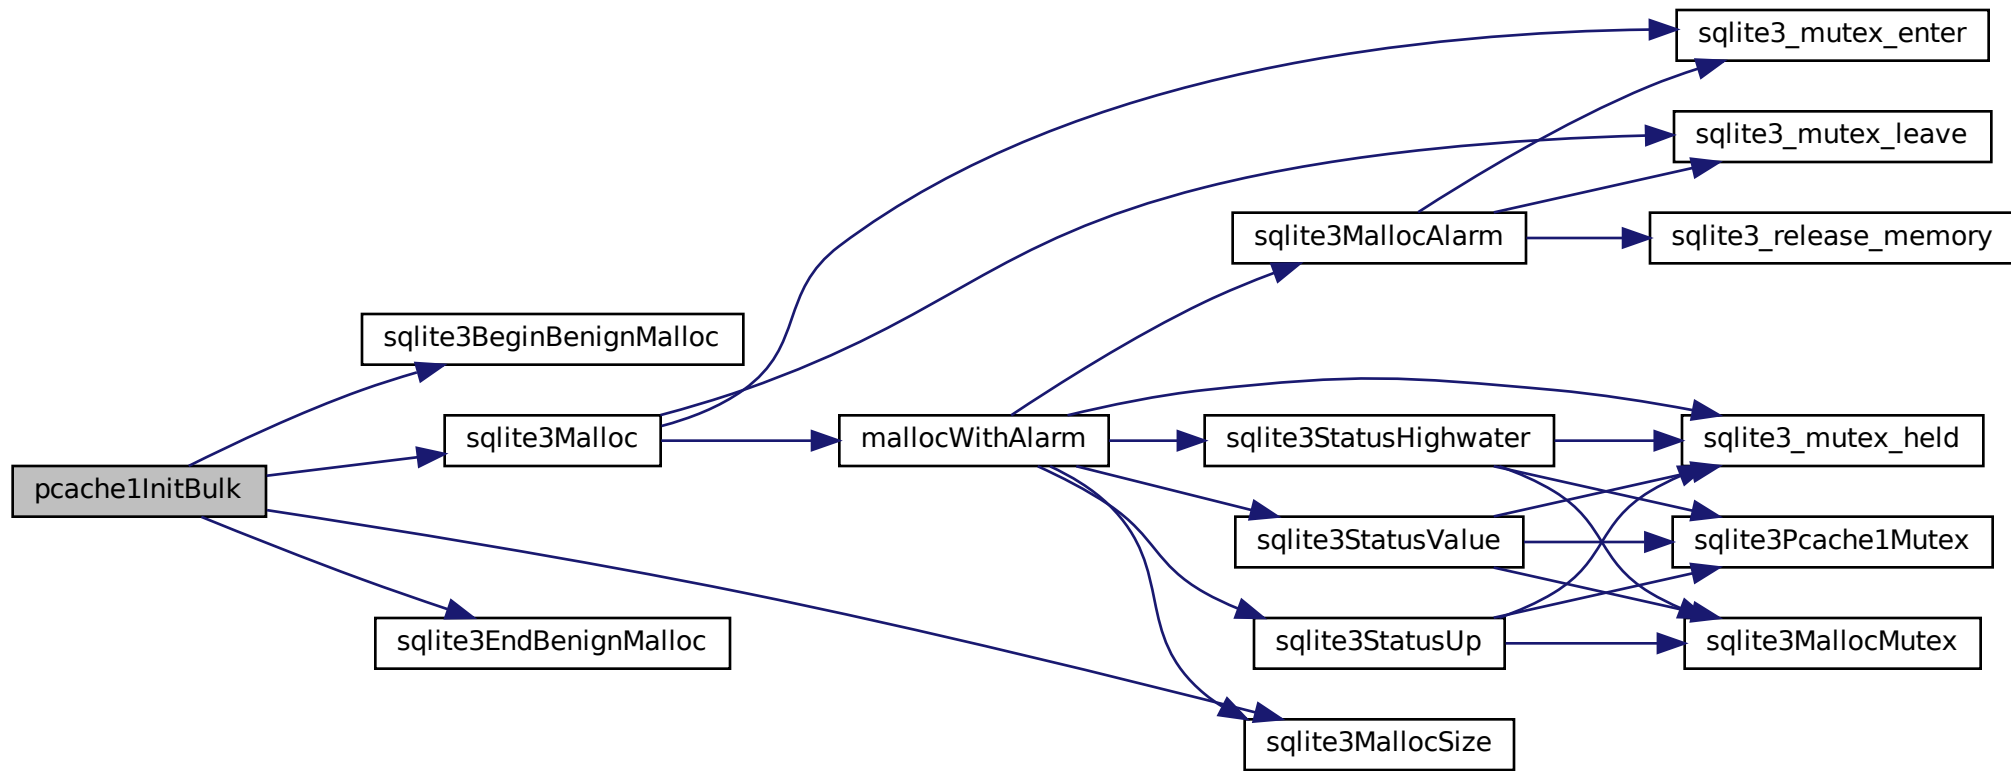 sqlite3_mutex_enter
sqlite3_mutex_leave
sqlite3MallocAlarm
sqlite3_release_memory
sqlite3BeginBenignMalloc
sqlite3Malloc
mallocWithAlarm
sqlite3StatusHighwater
sqlite3_mutex_held
pcache1InitBulk
sqlite3StatusValue
sqlite3Pcache1Mutex
sqlite3EndBenignMalloc
sqlite3StatusUp
sqlite3MallocMutex
sqlite3MallocSize